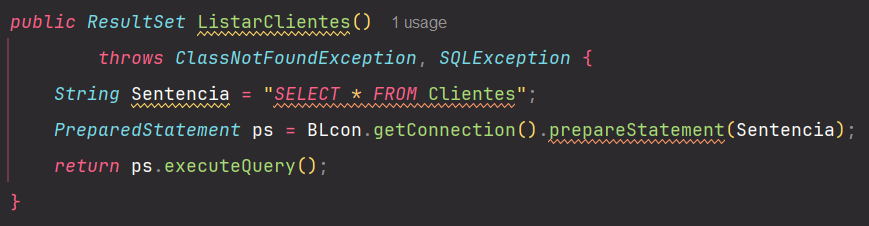 public ResultSet ListarClientes() 1 usage
throws ClassNotFoundException, SQLException {
String Sentencia = "SELECT * FROM Clientes";
PreparedStatement ps = BLcon.getConnection().prepareStatement(Sentencia);
return ps.executeQuery();
}